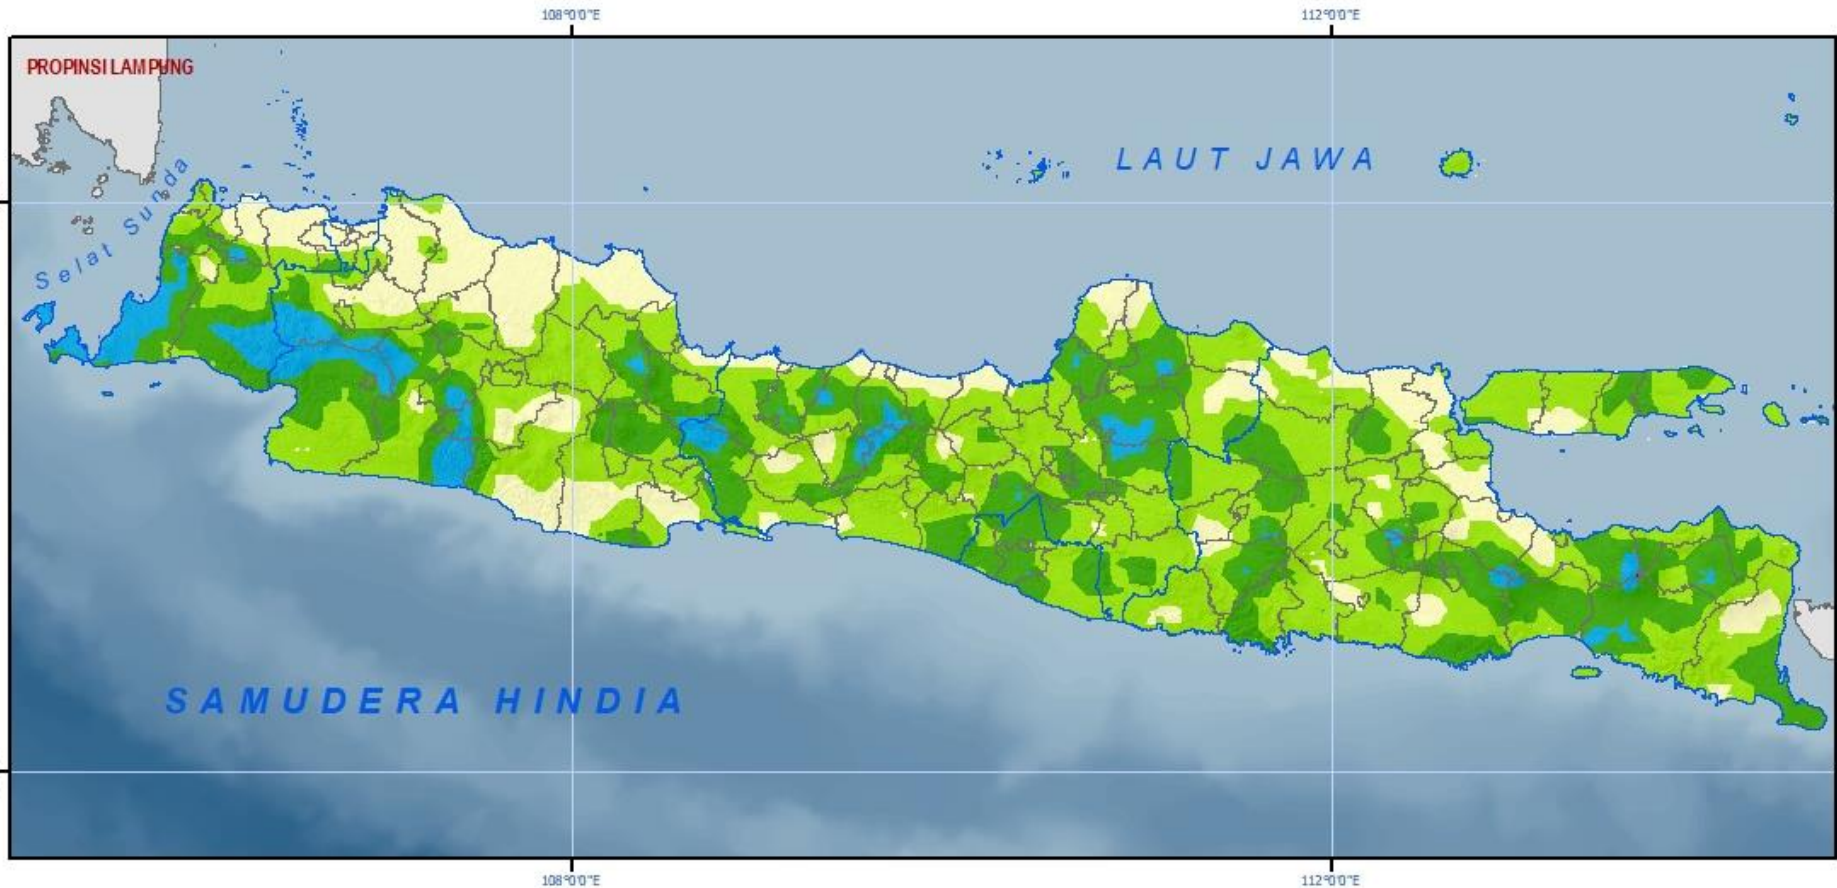 108°0'0"E
112°0'0"E
PROPINSI LAMPUNG
LAUT JAWA
Selat Sunda
SAMUDERA HINDIA
108°0'0"E
112°0'0"E